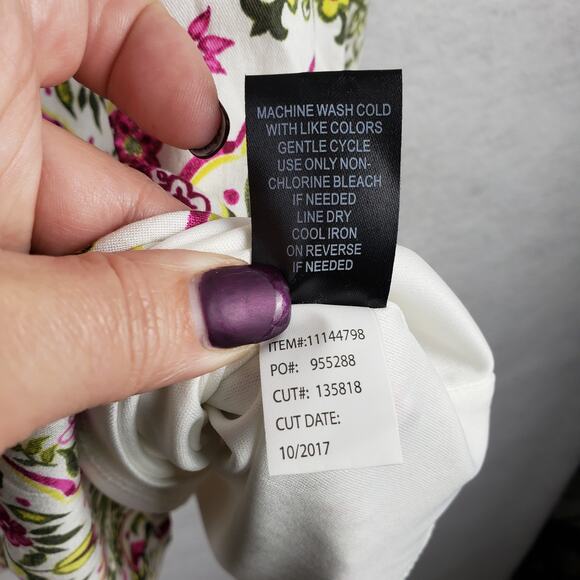 MACHINE WASH COLD
WITH LIKE COLORS
GENTLE CYCLE
USE ONLY NON-
CHLORINE BLEACH
IF NEEDED
LINE DRY
COOL IRON
ON REVERSE
IF NEEDED
ITEM#:11144798
PO#: 955288
CUT#: 135818
CUT DATE:
10/2017